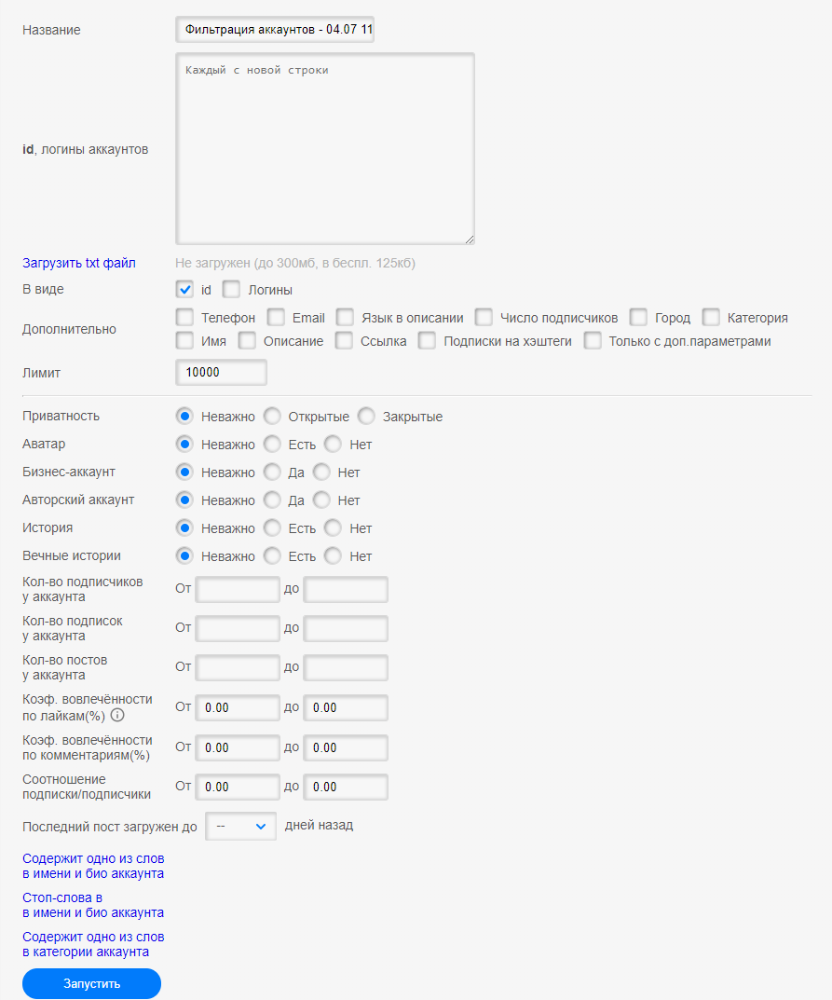 Название Фильтрация аккаунтов - 04.07 11
Каждый с новой строки
id, логины аккаунтов
Загрузить txt файл Не загружен (до 300мб, в беспл. 125кб)
В виде id Логины
Дополнительно
Телефон Email Язык в описании Число подписчиков Город Категория
Имя Описание Ссылка Подписки на хэштеги Только с доп.параметрами
Лимит 10000
Приватность Неважно Открытые Закрытые
Аватар Неважно Есть Нет
Бизнес-аккаунт Неважно Да Нет
Авторский аккаунт Неважно Да Нет
История Неважно Есть Нет
Вечные истории Неважно Есть Нет
Кол-во подписчиков
у аккаунта От до
Кол-во подписок
у аккаунта От до
Кол-во постов
у аккаунта От до
Коэф. вовлечённости
по лайкам(%) От 0.00 до 0.00
Коэф. вовлечённости
по комментариям(%) От 0.00 до 0.00
Соотношение
подписки/подписчики От 0.00 до 0.00
Последний пост загружен до -- дней назад
Содержит одно из слов
в имени и био аккаунта
Стоп-слова в
в имени и био аккаунта
Содержит одно из слов
в категории аккаунта
Запустить